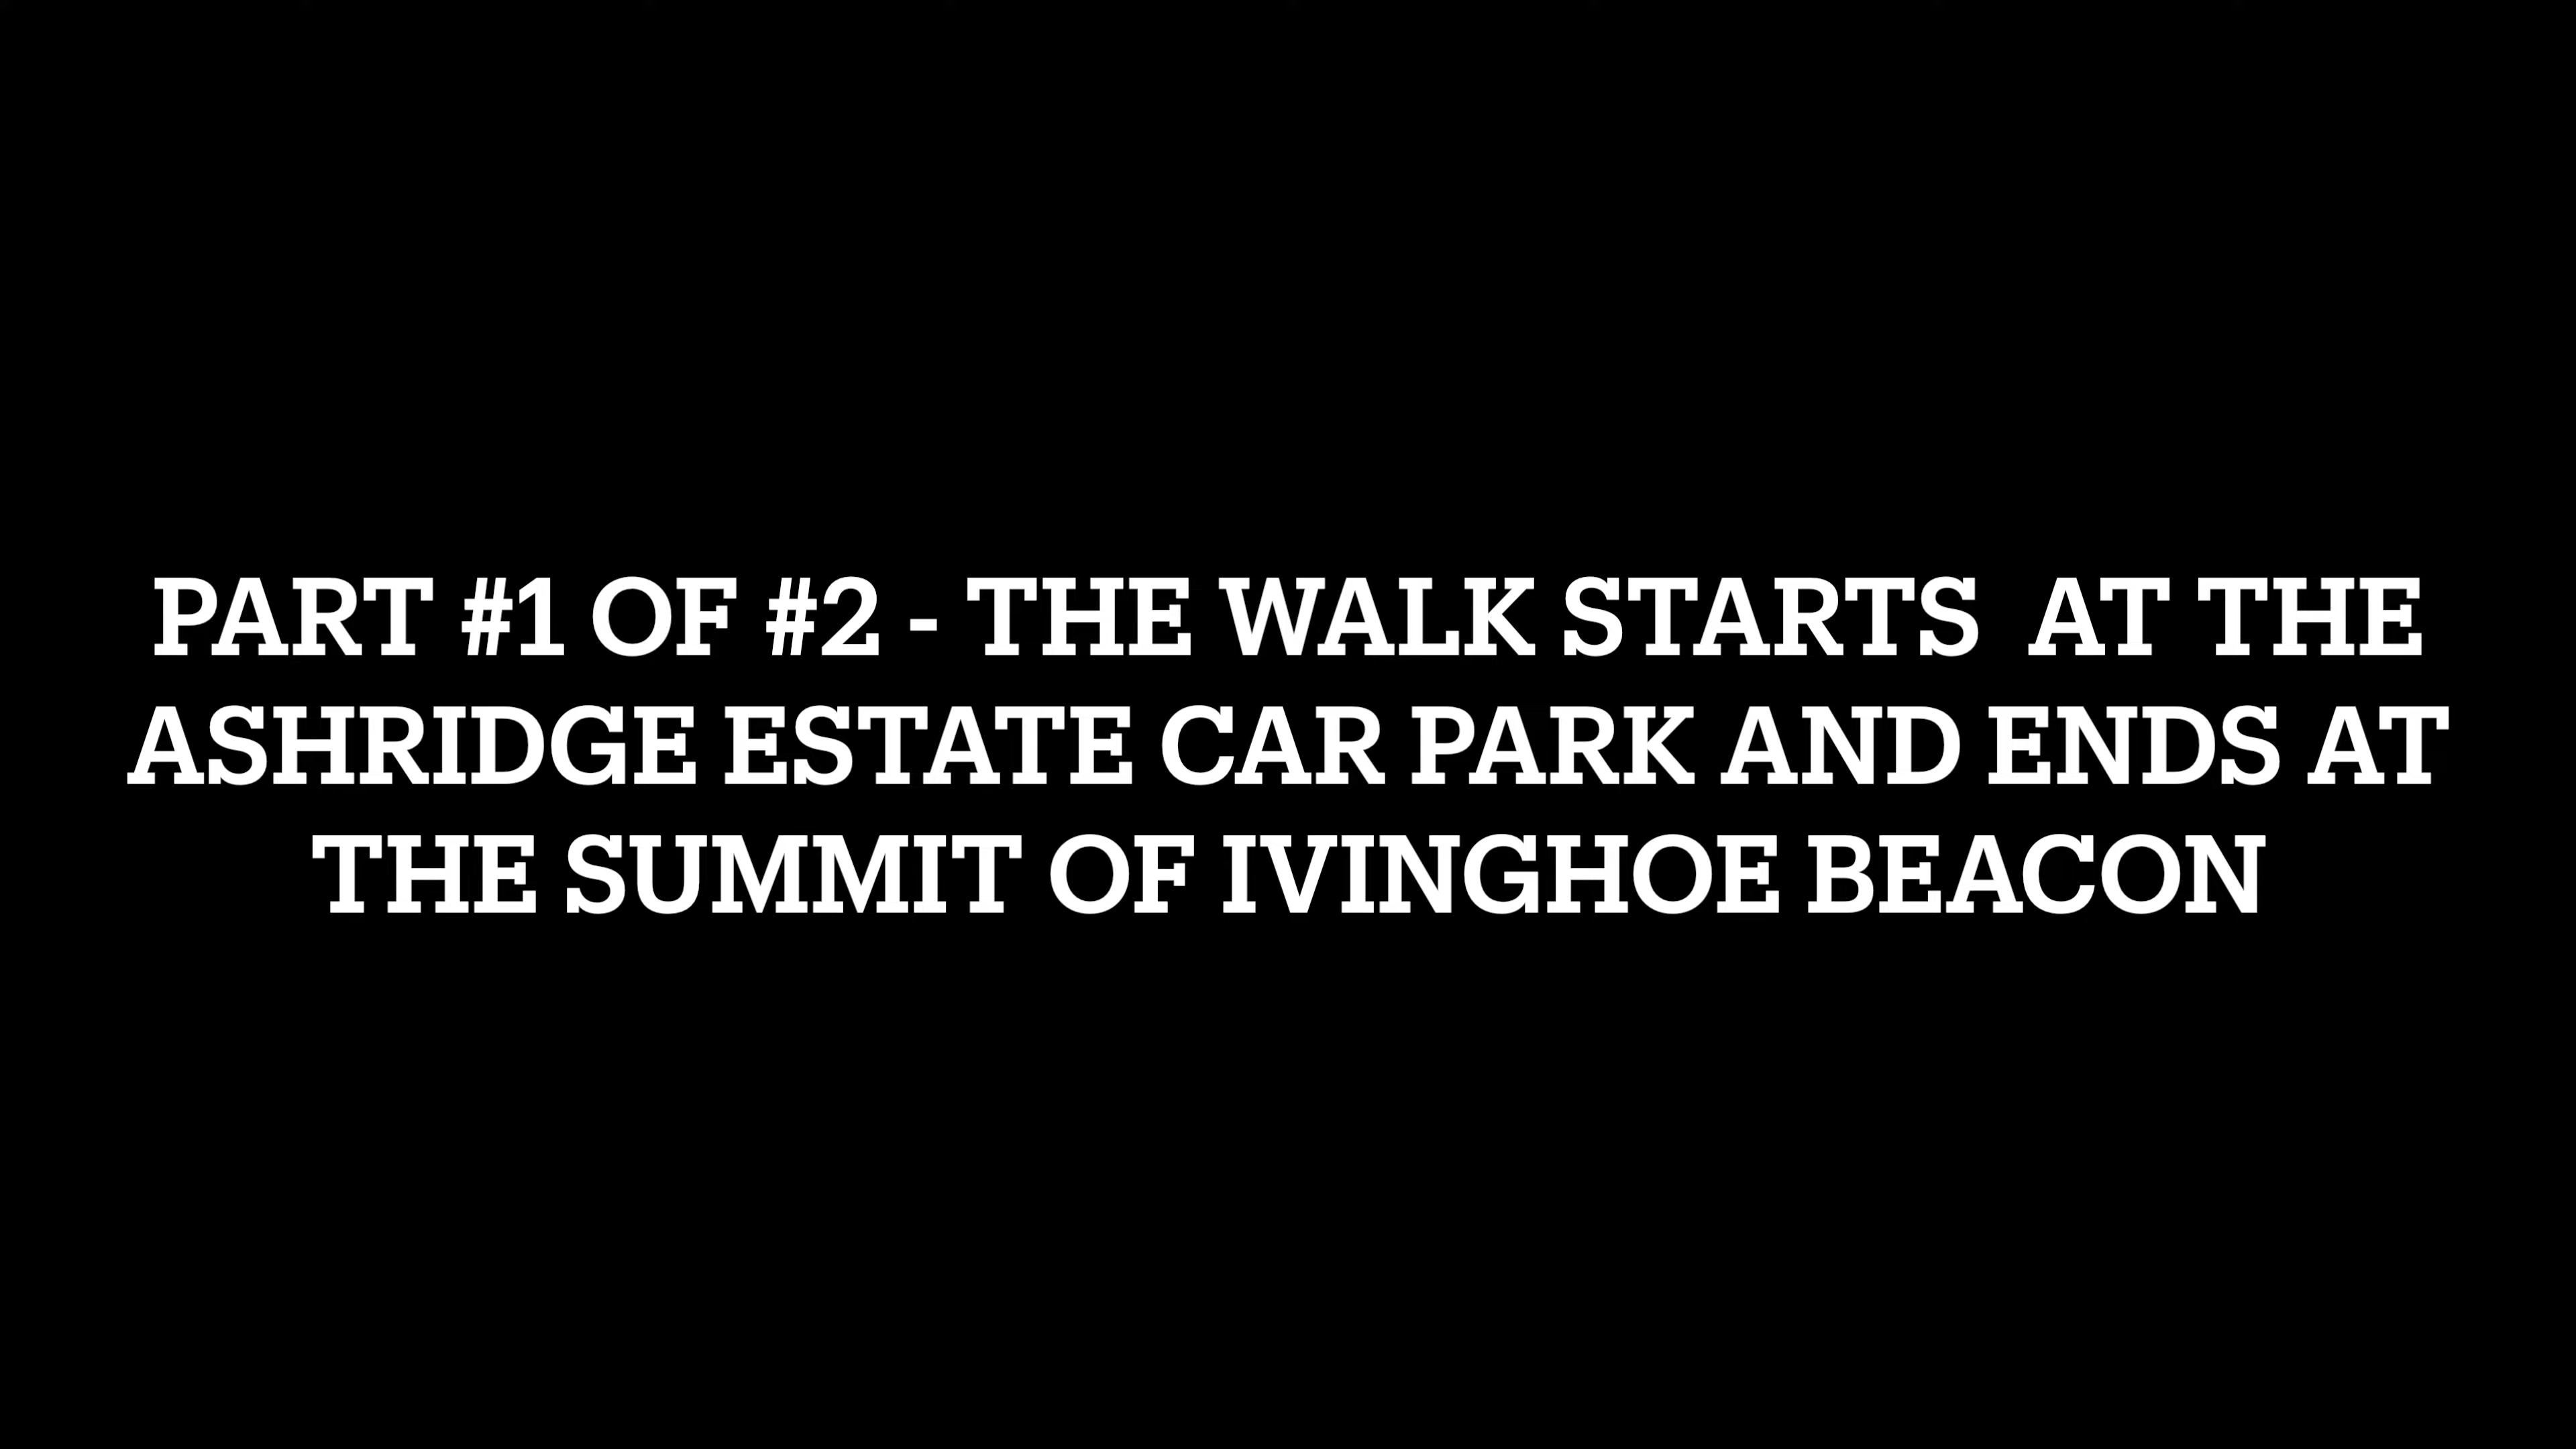 PART #1 OF #2 - THE WALK STARTS  AT THE
ASHRIDGE ESTATE CAR PARK AND ENDS AT
THE SUMMIT OF IVINGHOE BEACON